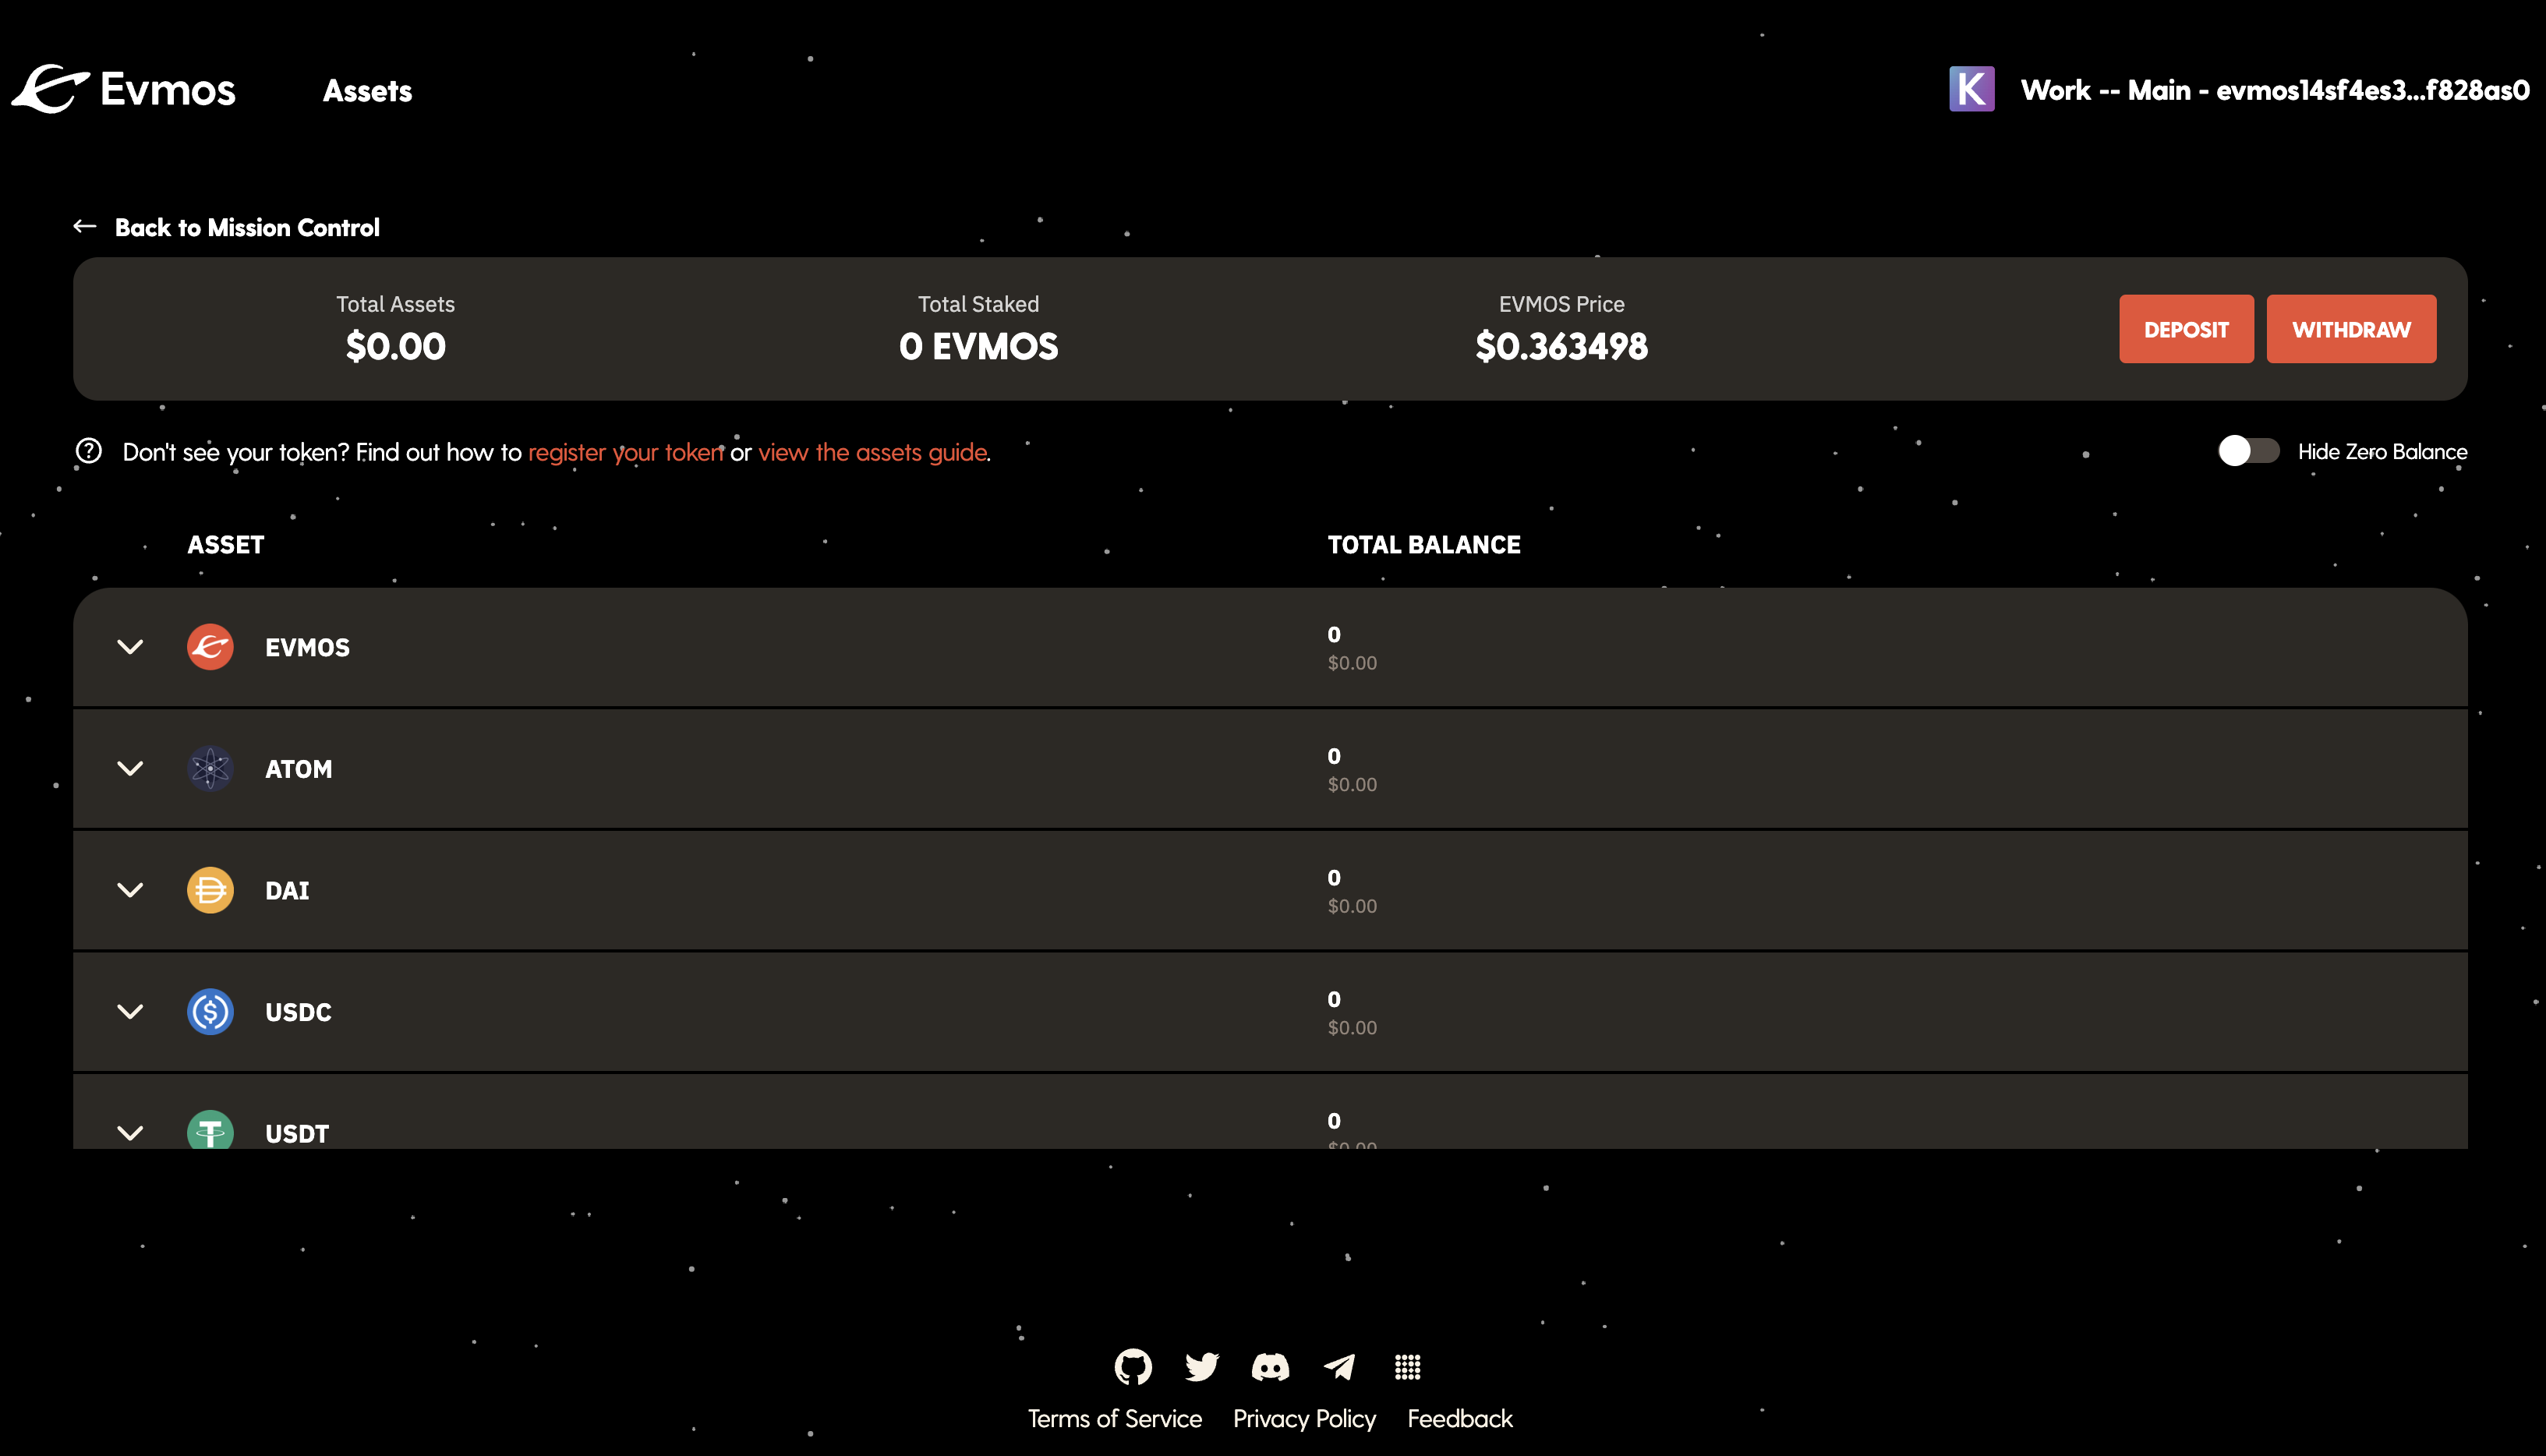 Evmos
Assets
K
Work -- Main - evmos14sf4es3...f828as0
Back to Mission Control
Total Assets
$0.00
Total Staked
0 EVMOS
EVMOS Price
$0.363498
DEPOSIT
WITHDRAW
Don't see your token? Find out how to register your token or view the assets guide.
Hide Zero Balance
ASSET
TOTAL BALANCE
EVMOS
0
$0.00
ATOM
0
$0.00
DAI
0
$0.00
USDC
0
$0.00
USDT
0
$0.00
Terms of Service
Privacy Policy
Feedback